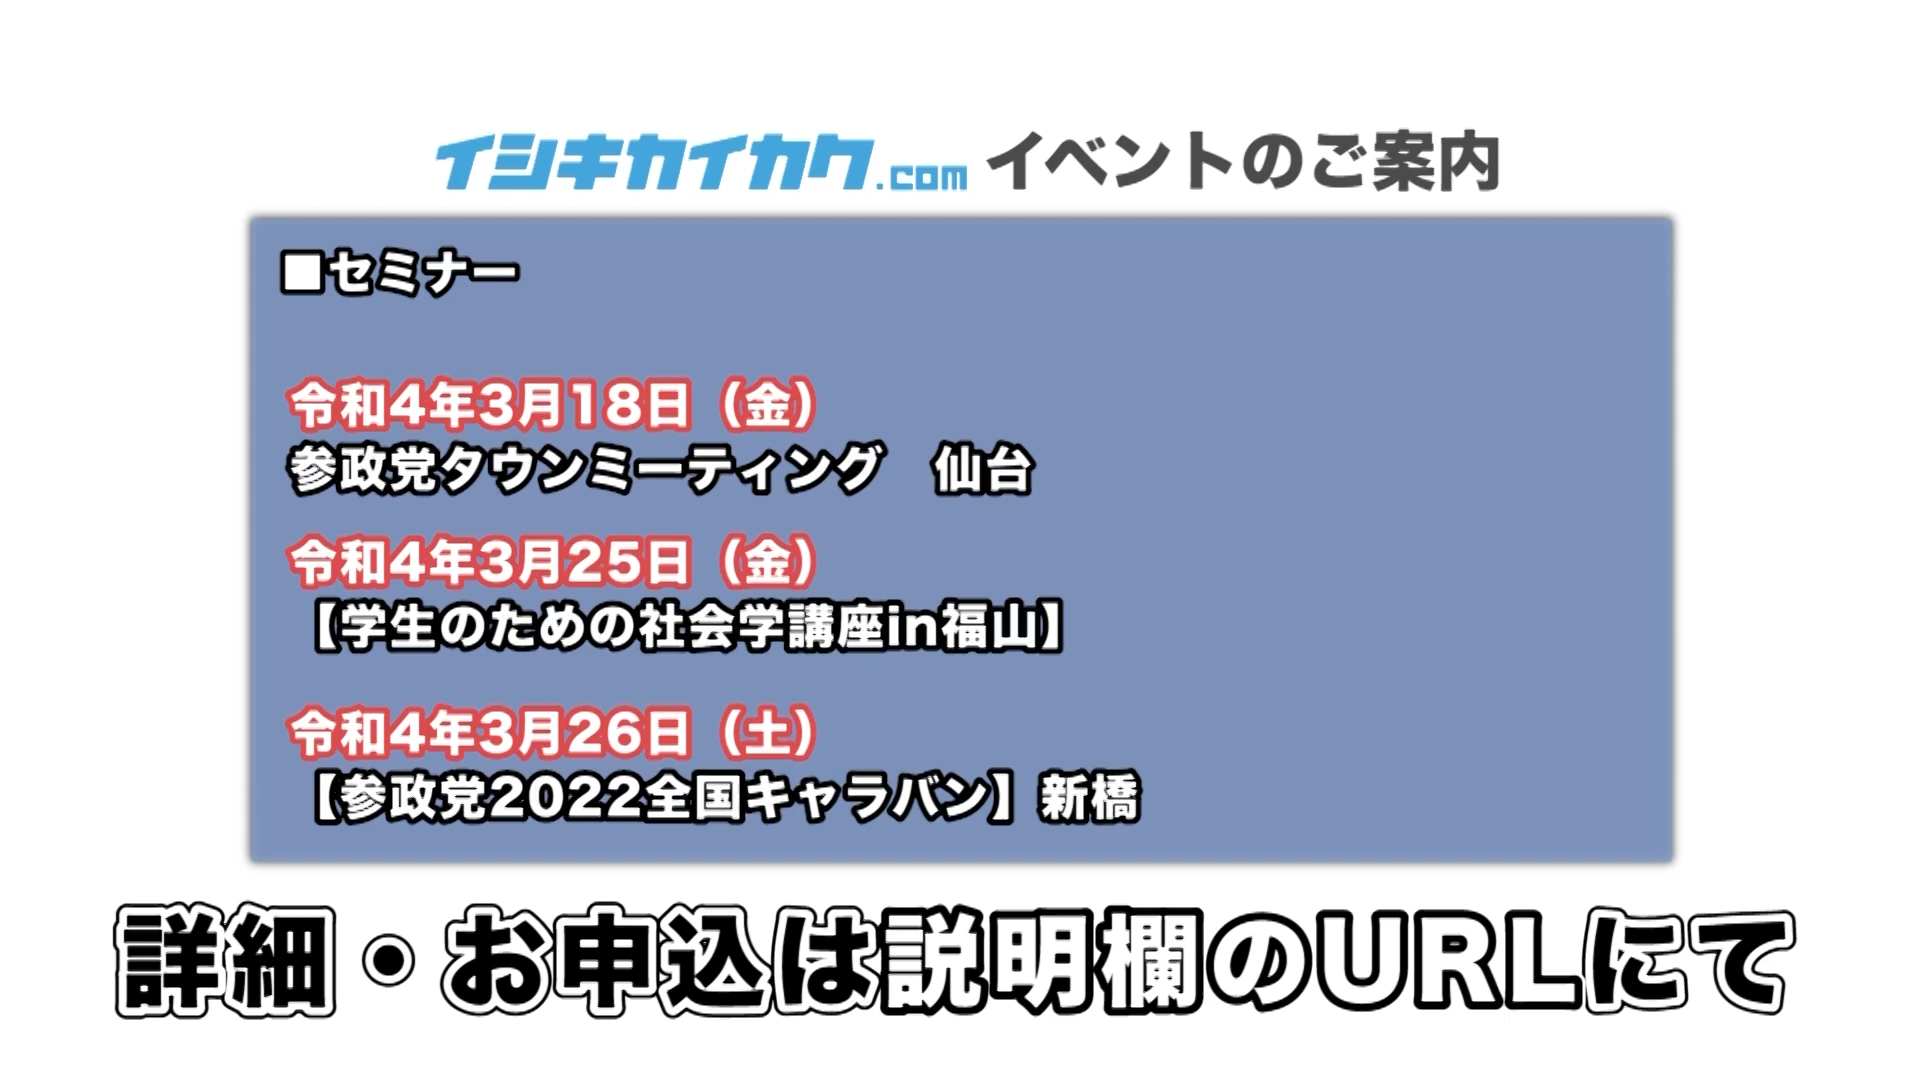 イシキカイカク.com イベントのご案内
■セミナー
令和4年3月18日（金）
参政党タウンミーティング　仙台
令和4年3月25日（金）
【学生のための社会学講座in福山】
令和4年3月26日（土）
【参政党2022全国キャラバン】新橋
詳細・お申込は説明欄のURLにて